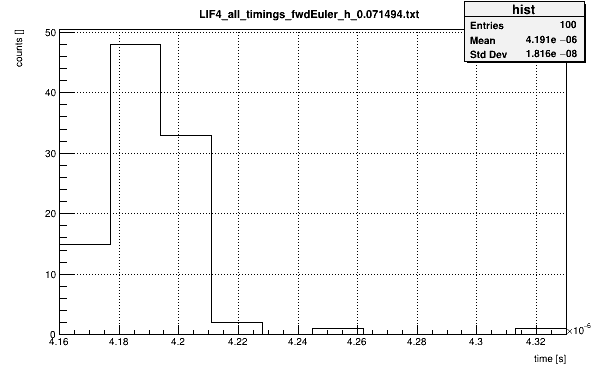 LIF4_all_timings_fwdEuler_h_0.071494.txt
hist
Entries 100
Mean 4.191e −06
Std Dev 1.816e −08
counts []
50
40
30
20
10
0
4.16 4.18 4.2 4.22 4.24 4.26 4.28 4.3 4.32
×10⁻⁶
time [s]